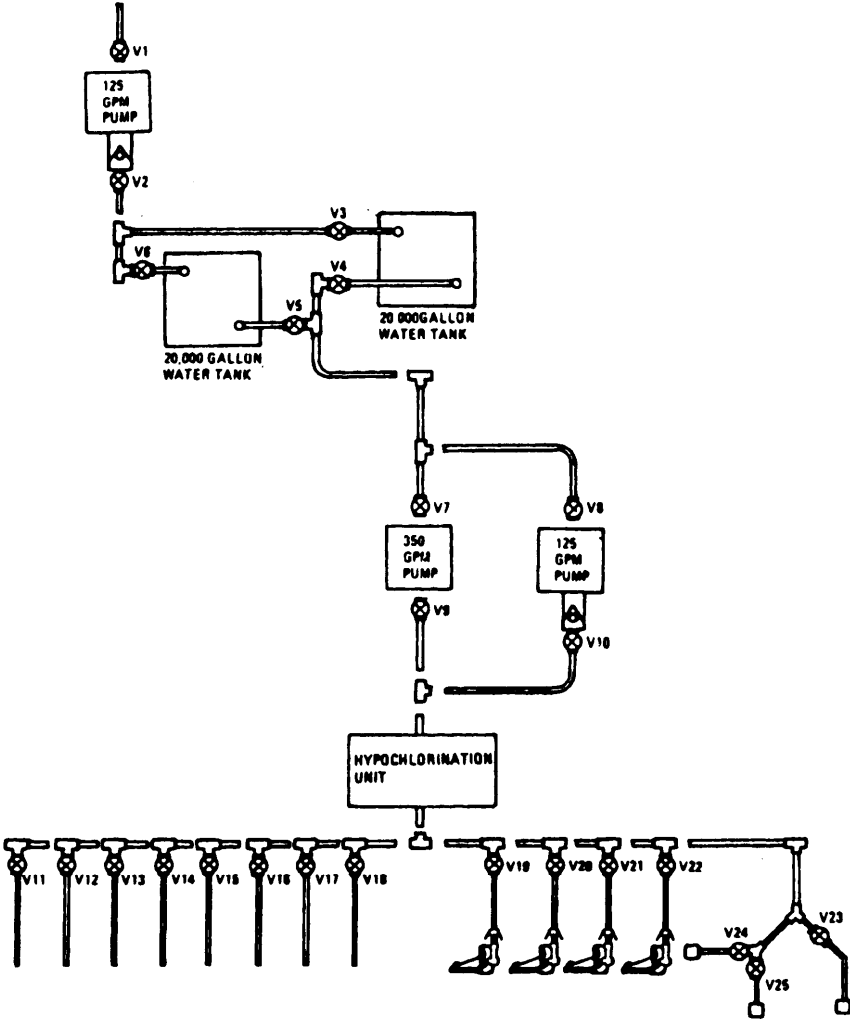 V1
125
GPM
PUMP
V2
V3
V6
V4
V5
20 000 GALLON
WATER TANK
20,000 GALLON
WATER TANK
V7
V8
350
GPM
PUMP
125
GPM
PUMP
V9
V10
HYPOCHLORINATION
UNIT
V11 V12 V13 V14 V15 V16 V17 V18 V19 V20 V21 V22
V24 V23
V25